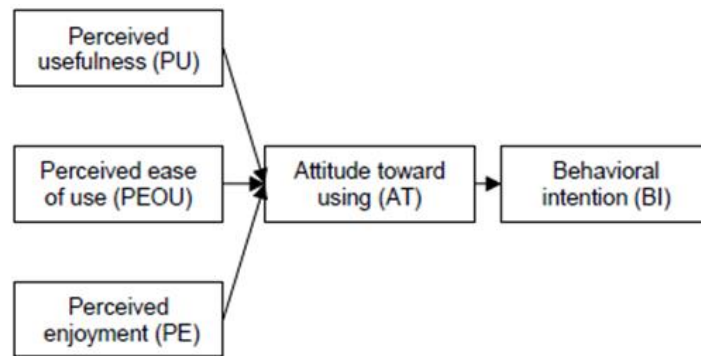 Perceived
usefulness (PU)
Perceived ease
of use (PEOU)
Attitude toward
using (AT)
Behavioral
intention (BI)
Perceived
enjoyment (PE)